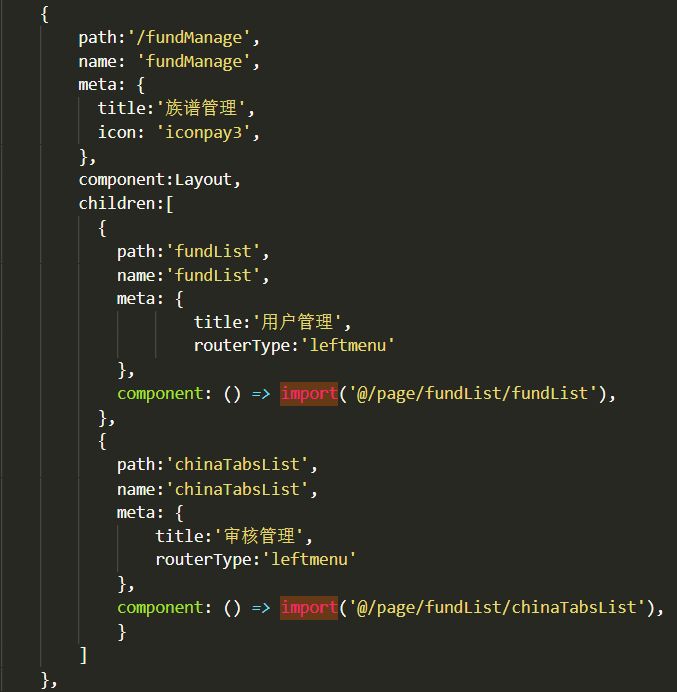 {
path:'/fundManage',
name: 'fundManage',
meta: {
title:'族谱管理',
icon: 'iconpay3',
},
component:Layout,
children:[
{
path:'fundList',
name:'fundList',
meta: {
title:'用户管理',
routerType:'leftmenu'
},
component: () => import('@/page/fundList/fundList'),
},
{
path:'chinaTabsList',
name:'chinaTabsList',
meta: {
title:'审核管理',
routerType:'leftmenu'
},
component: () => import('@/page/fundList/chinaTabsList'),
}
]
},